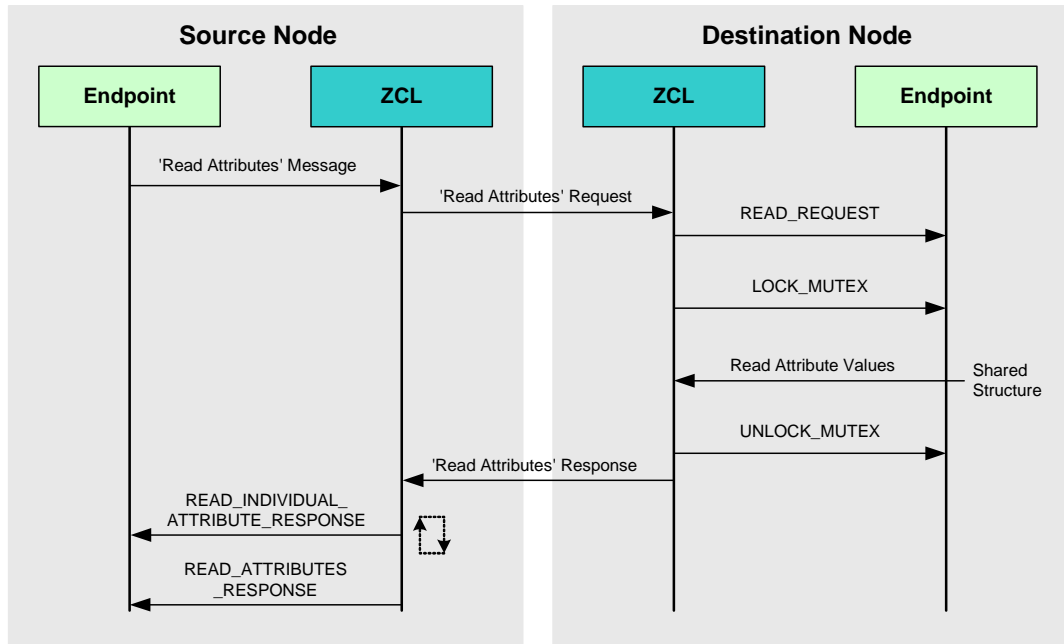 Source Node
Destination Node
Endpoint
ZCL
ZCL
Endpoint
'Read Attributes' Message
'Read Attributes' Request
READ_REQUEST
LOCK_MUTEX
Read Attribute Values
Shared
Structure
UNLOCK_MUTEX
'Read Attributes' Response
READ_INDIVIDUAL_
ATTRIBUTE_RESPONSE
READ_ATTRIBUTES
_RESPONSE